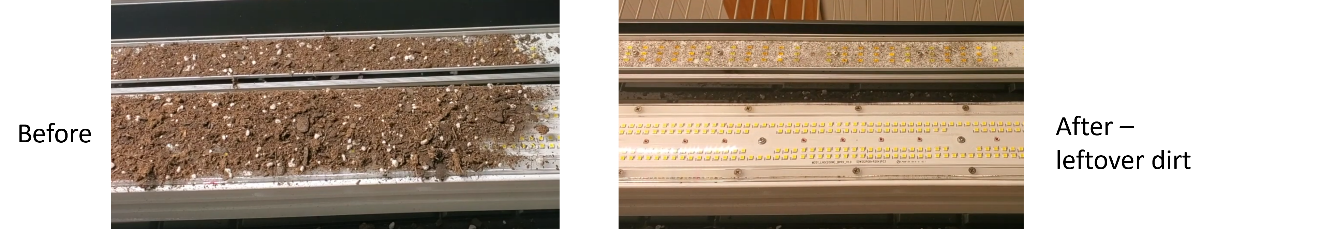 Before
After –
leftover dirt